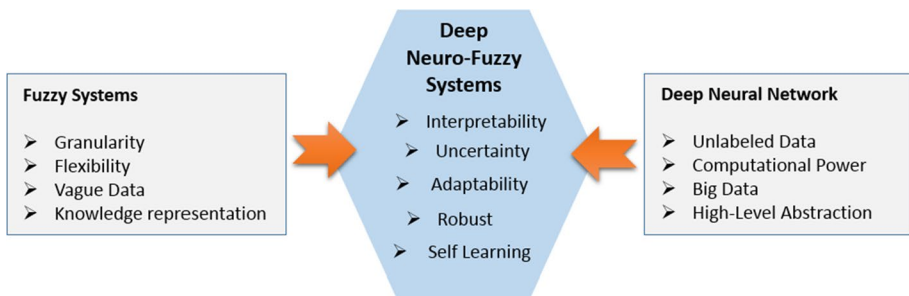 Fuzzy Systems
➢ Granularity
➢ Flexibility
➢ Vague Data
➢ Knowledge representation
Deep
Neuro-Fuzzy
Systems
➢ Interpretability
➢ Uncertainty
➢ Adaptability
➢ Robust
➢ Self Learning
Deep Neural Network
➢ Unlabeled Data
➢ Computational Power
➢ Big Data
➢ High-Level Abstraction